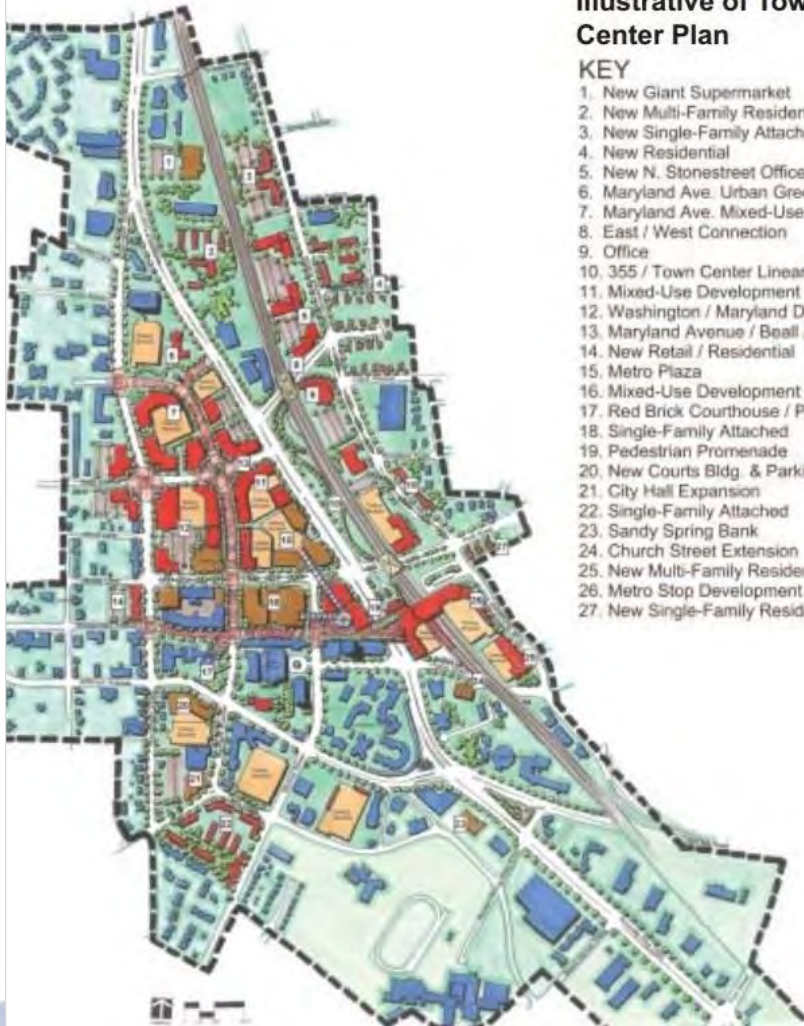 Illustrative of Tow
Center Plan
KEY
1. New Giant Supermarket
2. New Multi-Family Residen
3. New Single-Family Attach
4. New Residential
5. New N. Stonestreet Office
6. Maryland Ave. Urban Gree
7. Maryland Ave. Mixed-Use
8. East / West Connection
9. Office
10. 355 / Town Center Linear
11. Mixed-Use Development
12. Washington / Maryland D
13. Maryland Avenue / Beall
14. New Retail / Residential
15. Metro Plaza
16. Mixed-Use Development
17. Red Brick Courthouse / P
18. Single-Family Attached
19. Pedestrian Promenade
20. New Courts Bldg. & Parki
21. City Hall Expansion
22. Single-Family Attached
23. Sandy Spring Bank
24. Church Street Extension
25. New Multi-Family Reside
26. Metro Stop Development
27. New Single-Family Resid